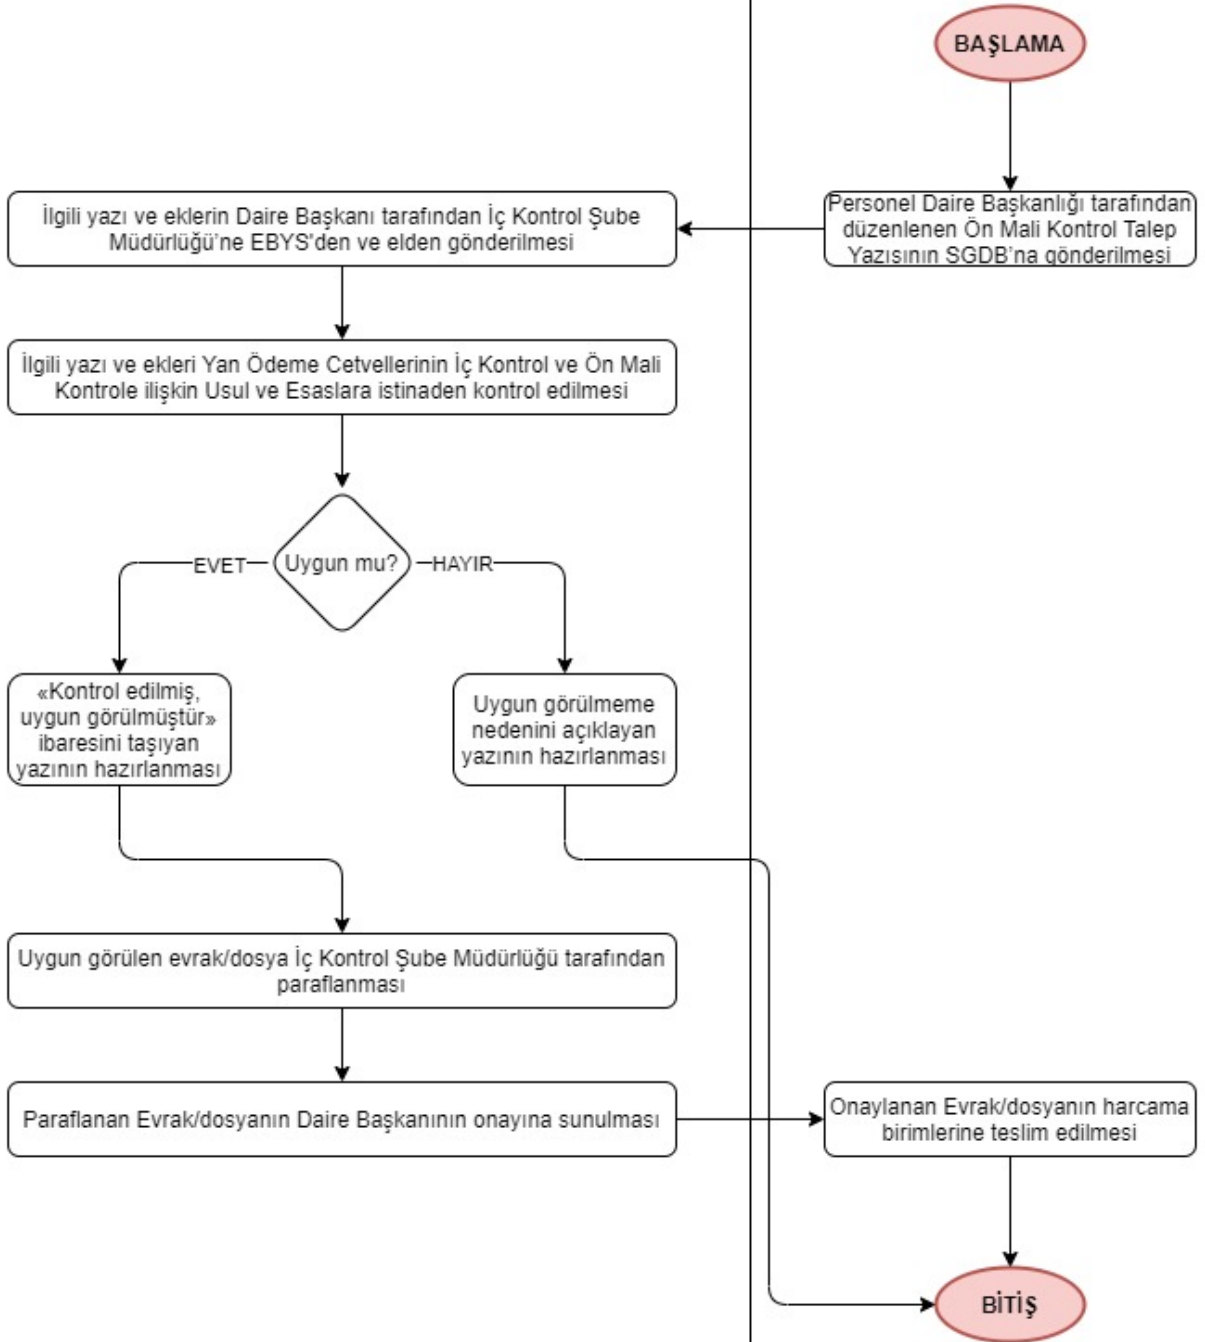 BAŞLAMA
Personel Daire Başkanlığı tarafından
düzenlenen Ön Mali Kontrol Talep
Yazısının SGDB'na gönderilmesi
İlgili yazı ve eklerin Daire Başkanı tarafından İç Kontrol Şube
Müdürlüğü'ne EBYS'den ve elden gönderilmesi
İlgili yazı ve ekleri Yan Ödeme Cetvellerinin İç Kontrol ve Ön Mali
Kontrole ilişkin Usul ve Esaslara istinaden kontrol edilmesi
Uygun mu?
EVET
HAYIR
«Kontrol edilmiş,
uygun görülmüştür»
ibaresini taşıyan
yazının hazırlanması
Uygun görülmeme
nedenini açıklayan
yazının hazırlanması
Uygun görülen evrak/dosya İç Kontrol Şube Müdürlüğü tarafından
paraflanması
Paraflanan Evrak/dosyanın Daire Başkanının onayına sunulması
Onaylanan Evrak/dosyanın harcama
birimlerine teslim edilmesi
BİTİŞ